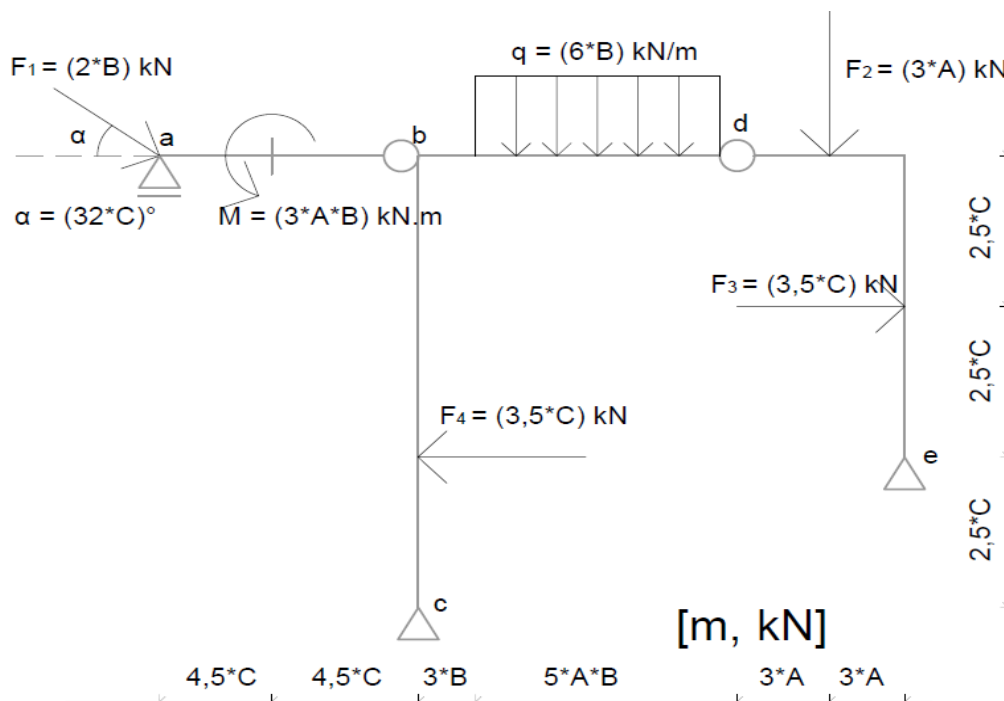 F₁ = (2*B) kN
q = (6*B) kN/m
F₂ = (3*A) kN
α
a
b
d
α = (32*C)°
M = (3*A*B) kN.m
2,5*C
F₃ = (3,5*C) kN
2,5*C
F₄ = (3,5*C) kN
e
2,5*C
c
[m, kN]
4,5*C
4,5*C
3*B
5*A*B
3*A
3*A